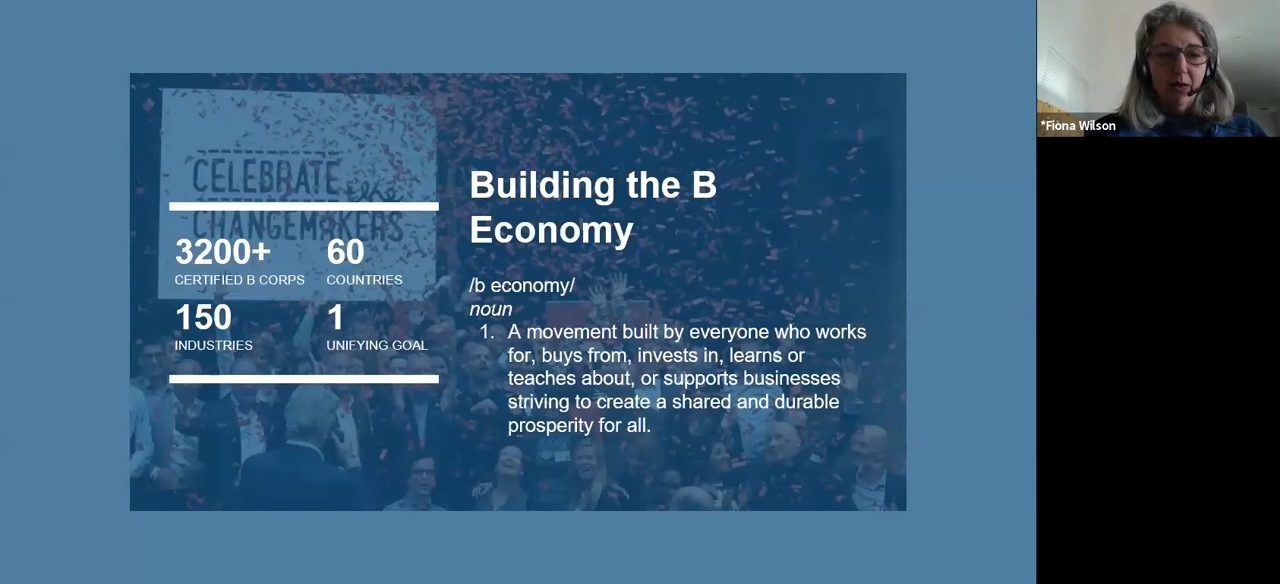 CELEBRATE
the
CHANGEMAKERS
3200+
CERTIFIED B CORPS
60
COUNTRIES
150
INDUSTRIES
1
UNIFYING GOAL
Building the B
Economy
/b economy/
noun
1. A movement built by everyone who works
for, buys from, invests in, learns or
teaches about, or supports businesses
striving to create a shared and durable
prosperity for all.
*Fiona Wilson